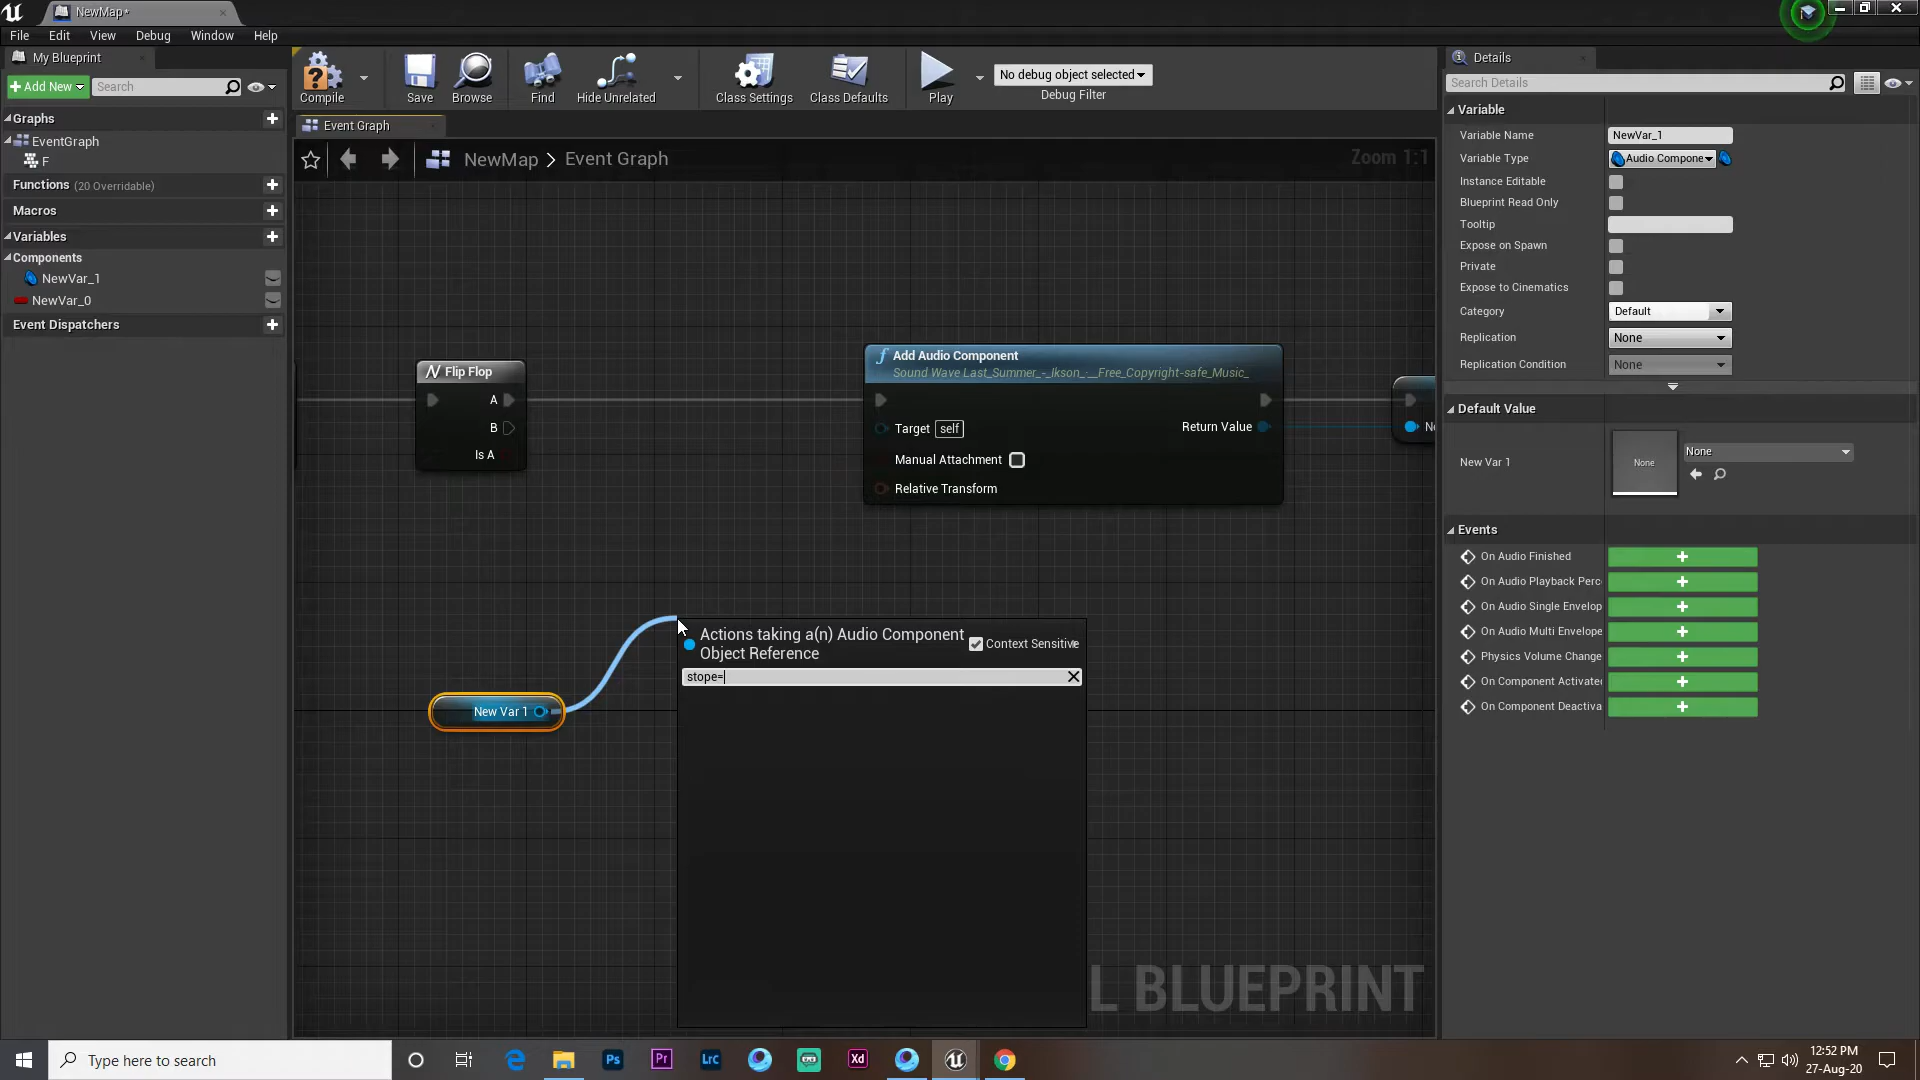 NewMap*
File Edit View Debug Window Help
My Blueprint
Add New Search
Graphs
EventGraph
F
Functions (20 Overridable)
Macros
Variables
Components
NewVar_1
NewVar_0
Event Dispatchers
Compile Save Browse Find Hide Unrelated Class Settings Class Defaults Play
No debug object selected
Debug Filter
Event Graph
NewMap > Event Graph
Zoom 1:1
Flip Flop
A
B
Is A
Add Audio Component
Sound Wave Last_Summer_-_Ikson_-__Free_Copyright-safe_Music_
Target self
Return Value
Manual Attachment
Relative Transform
New Var 1
Actions taking a(n) Audio Component
Object Reference
Context Sensitive
stope=
L BLUEPRINT
Details
Search Details
Variable
Variable Name NewVar_1
Variable Type Audio Compone
Instance Editable
Blueprint Read Only
Tooltip
Expose on Spawn
Private
Expose to Cinematics
Category Default
Replication None
Replication Condition None
Default Value
New Var 1 None None
Events
On Audio Finished
On Audio Playback Perc
On Audio Single Envelop
On Audio Multi Envelope
Physics Volume Change
On Component Activate
On Component Deactiva
Type here to search
Ps Pr Lrc Xd
12:52 PM
27-Aug-20